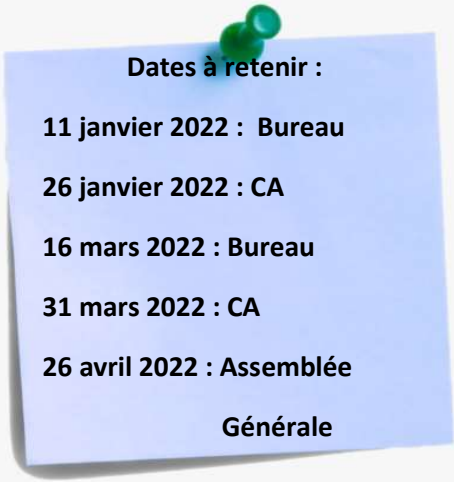 Dates à retenir :
11 janvier 2022 : Bureau
26 janvier 2022 : CA
16 mars 2022 : Bureau
31 mars 2022 : CA
26 avril 2022 : Assemblée
Générale